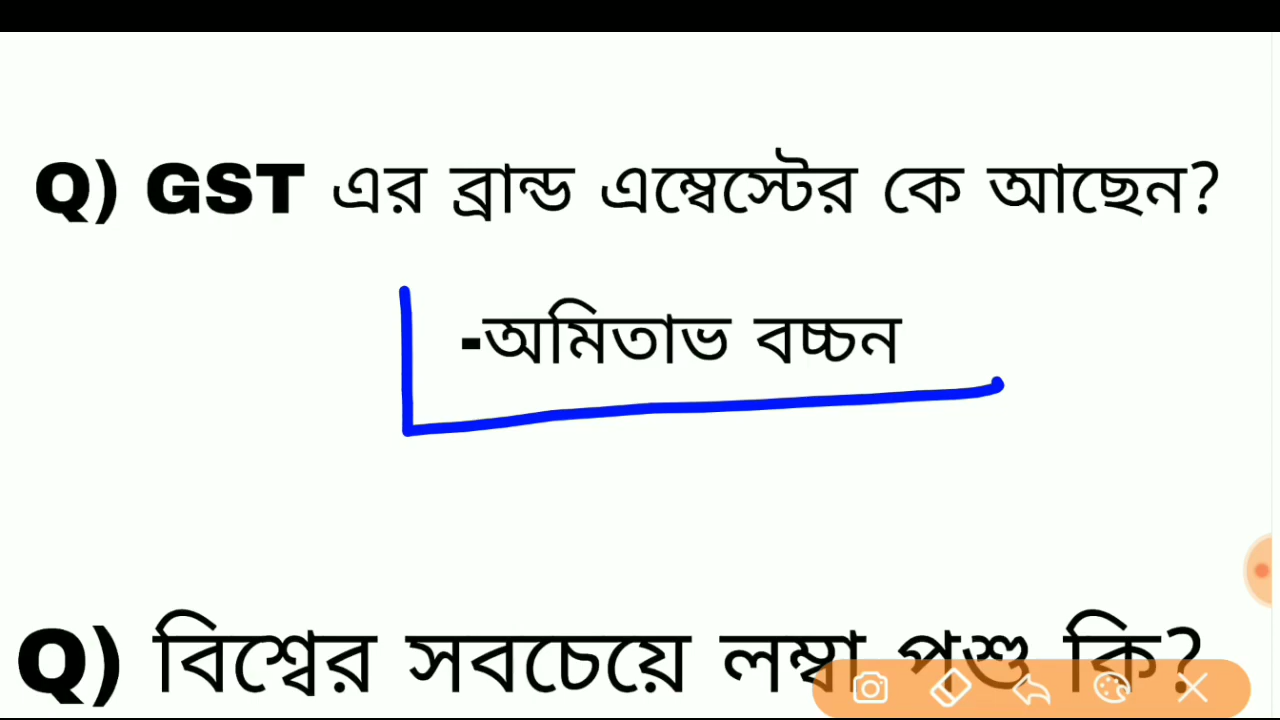 Q) GST এর ব্রান্ড এম্বেস্টের কে আছেন?
-অমিতাভ বচ্চন
Q) বিশ্বের সবচেয়ে লম্বা পশু কি?